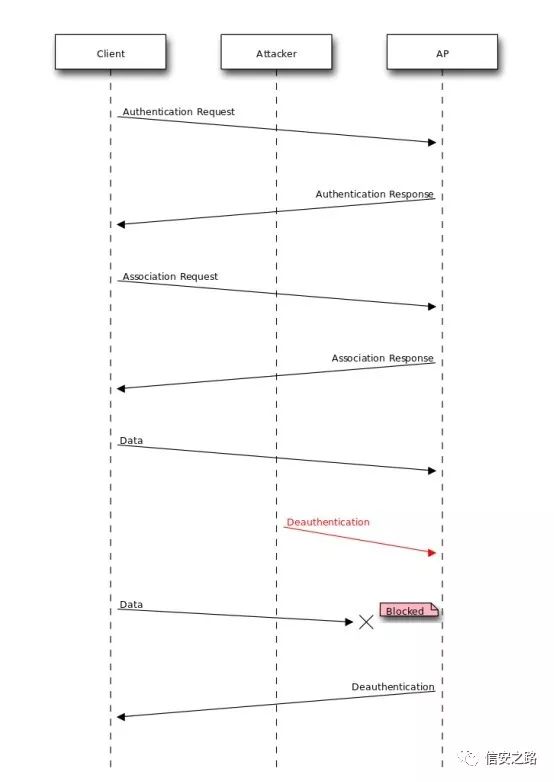 Client
Attacker
AP
Authentication Request
Authentication Response
Association Request
Association Response
Data
Deauthentication
Data
Blocked
Deauthentication
信安之路